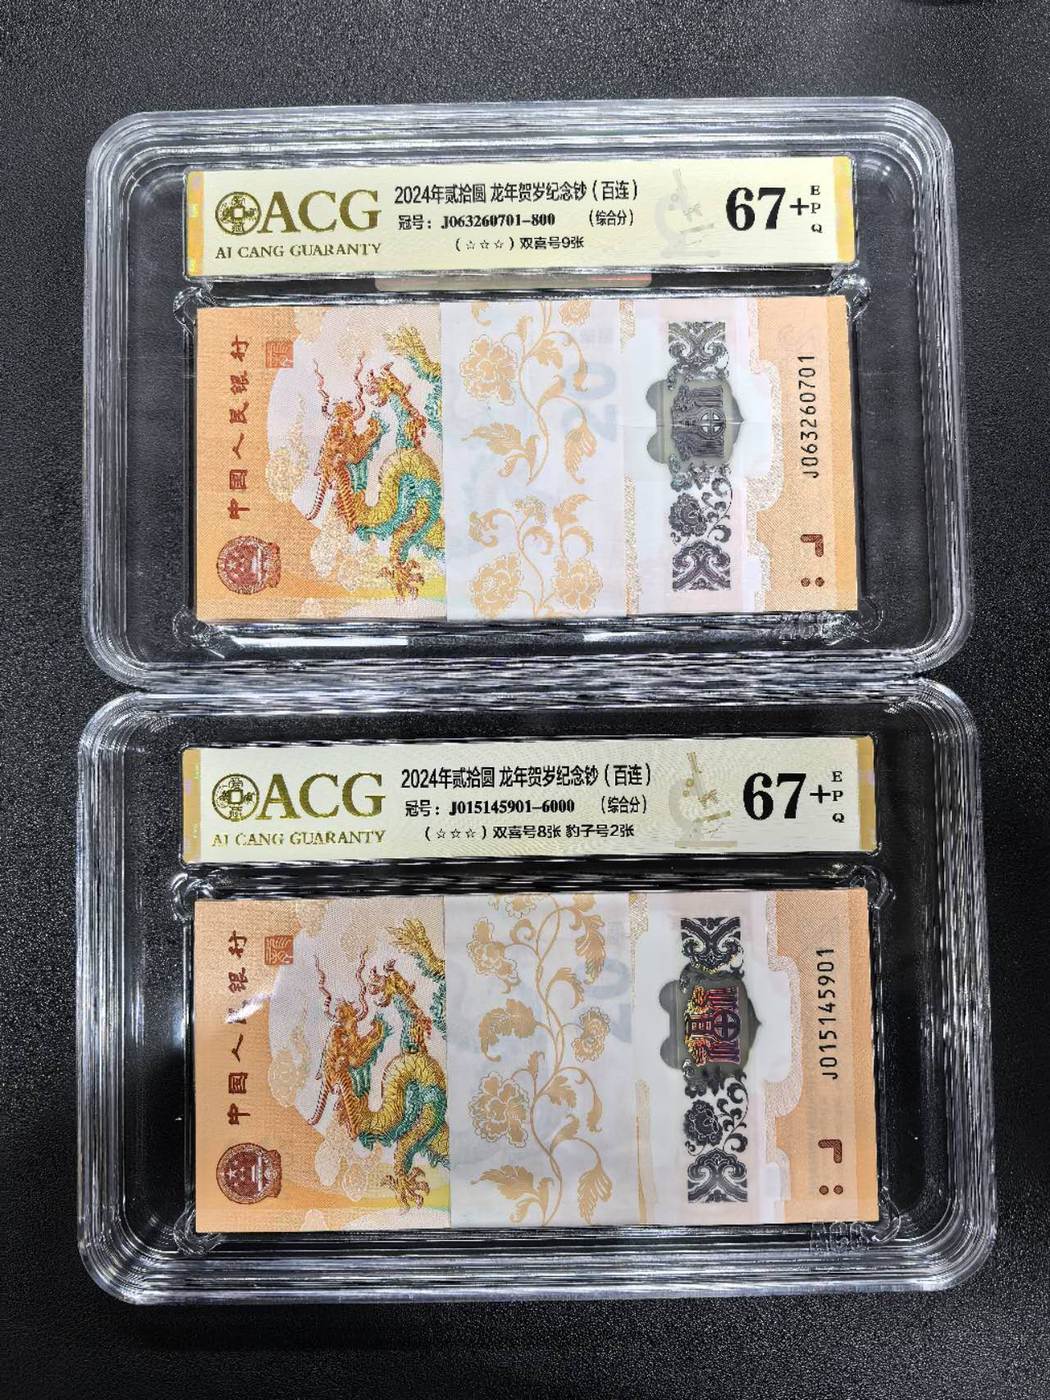 ACG
AI CANG GUARANTY
2024年贰拾圆 龙年贺岁纪念钞（百连）
冠号：J063260701-800 （综合分）
（☆☆☆）双喜号9张
67+
EPQ
中国人民银行
J063260701
ACG
AI CANG GUARANTY
2024年贰拾圆 龙年贺岁纪念钞（百连）
冠号：J015145901-6000 （综合分）
（☆☆☆）双喜号8张 豹子号2张
67+
EPQ
中国人民银行
J015145901